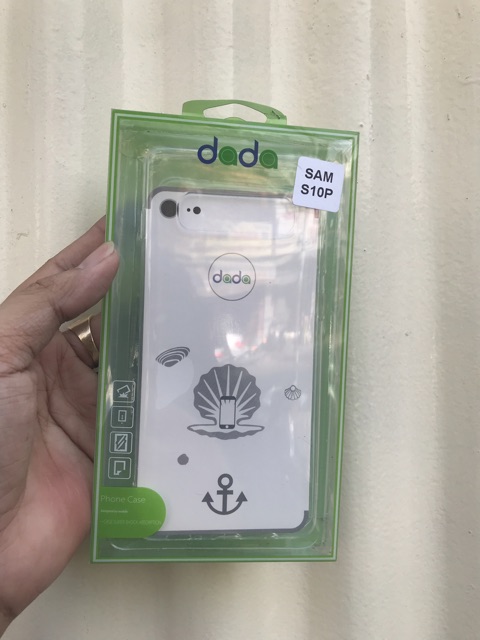 dada
SAM
S10P
dada
Phone Case